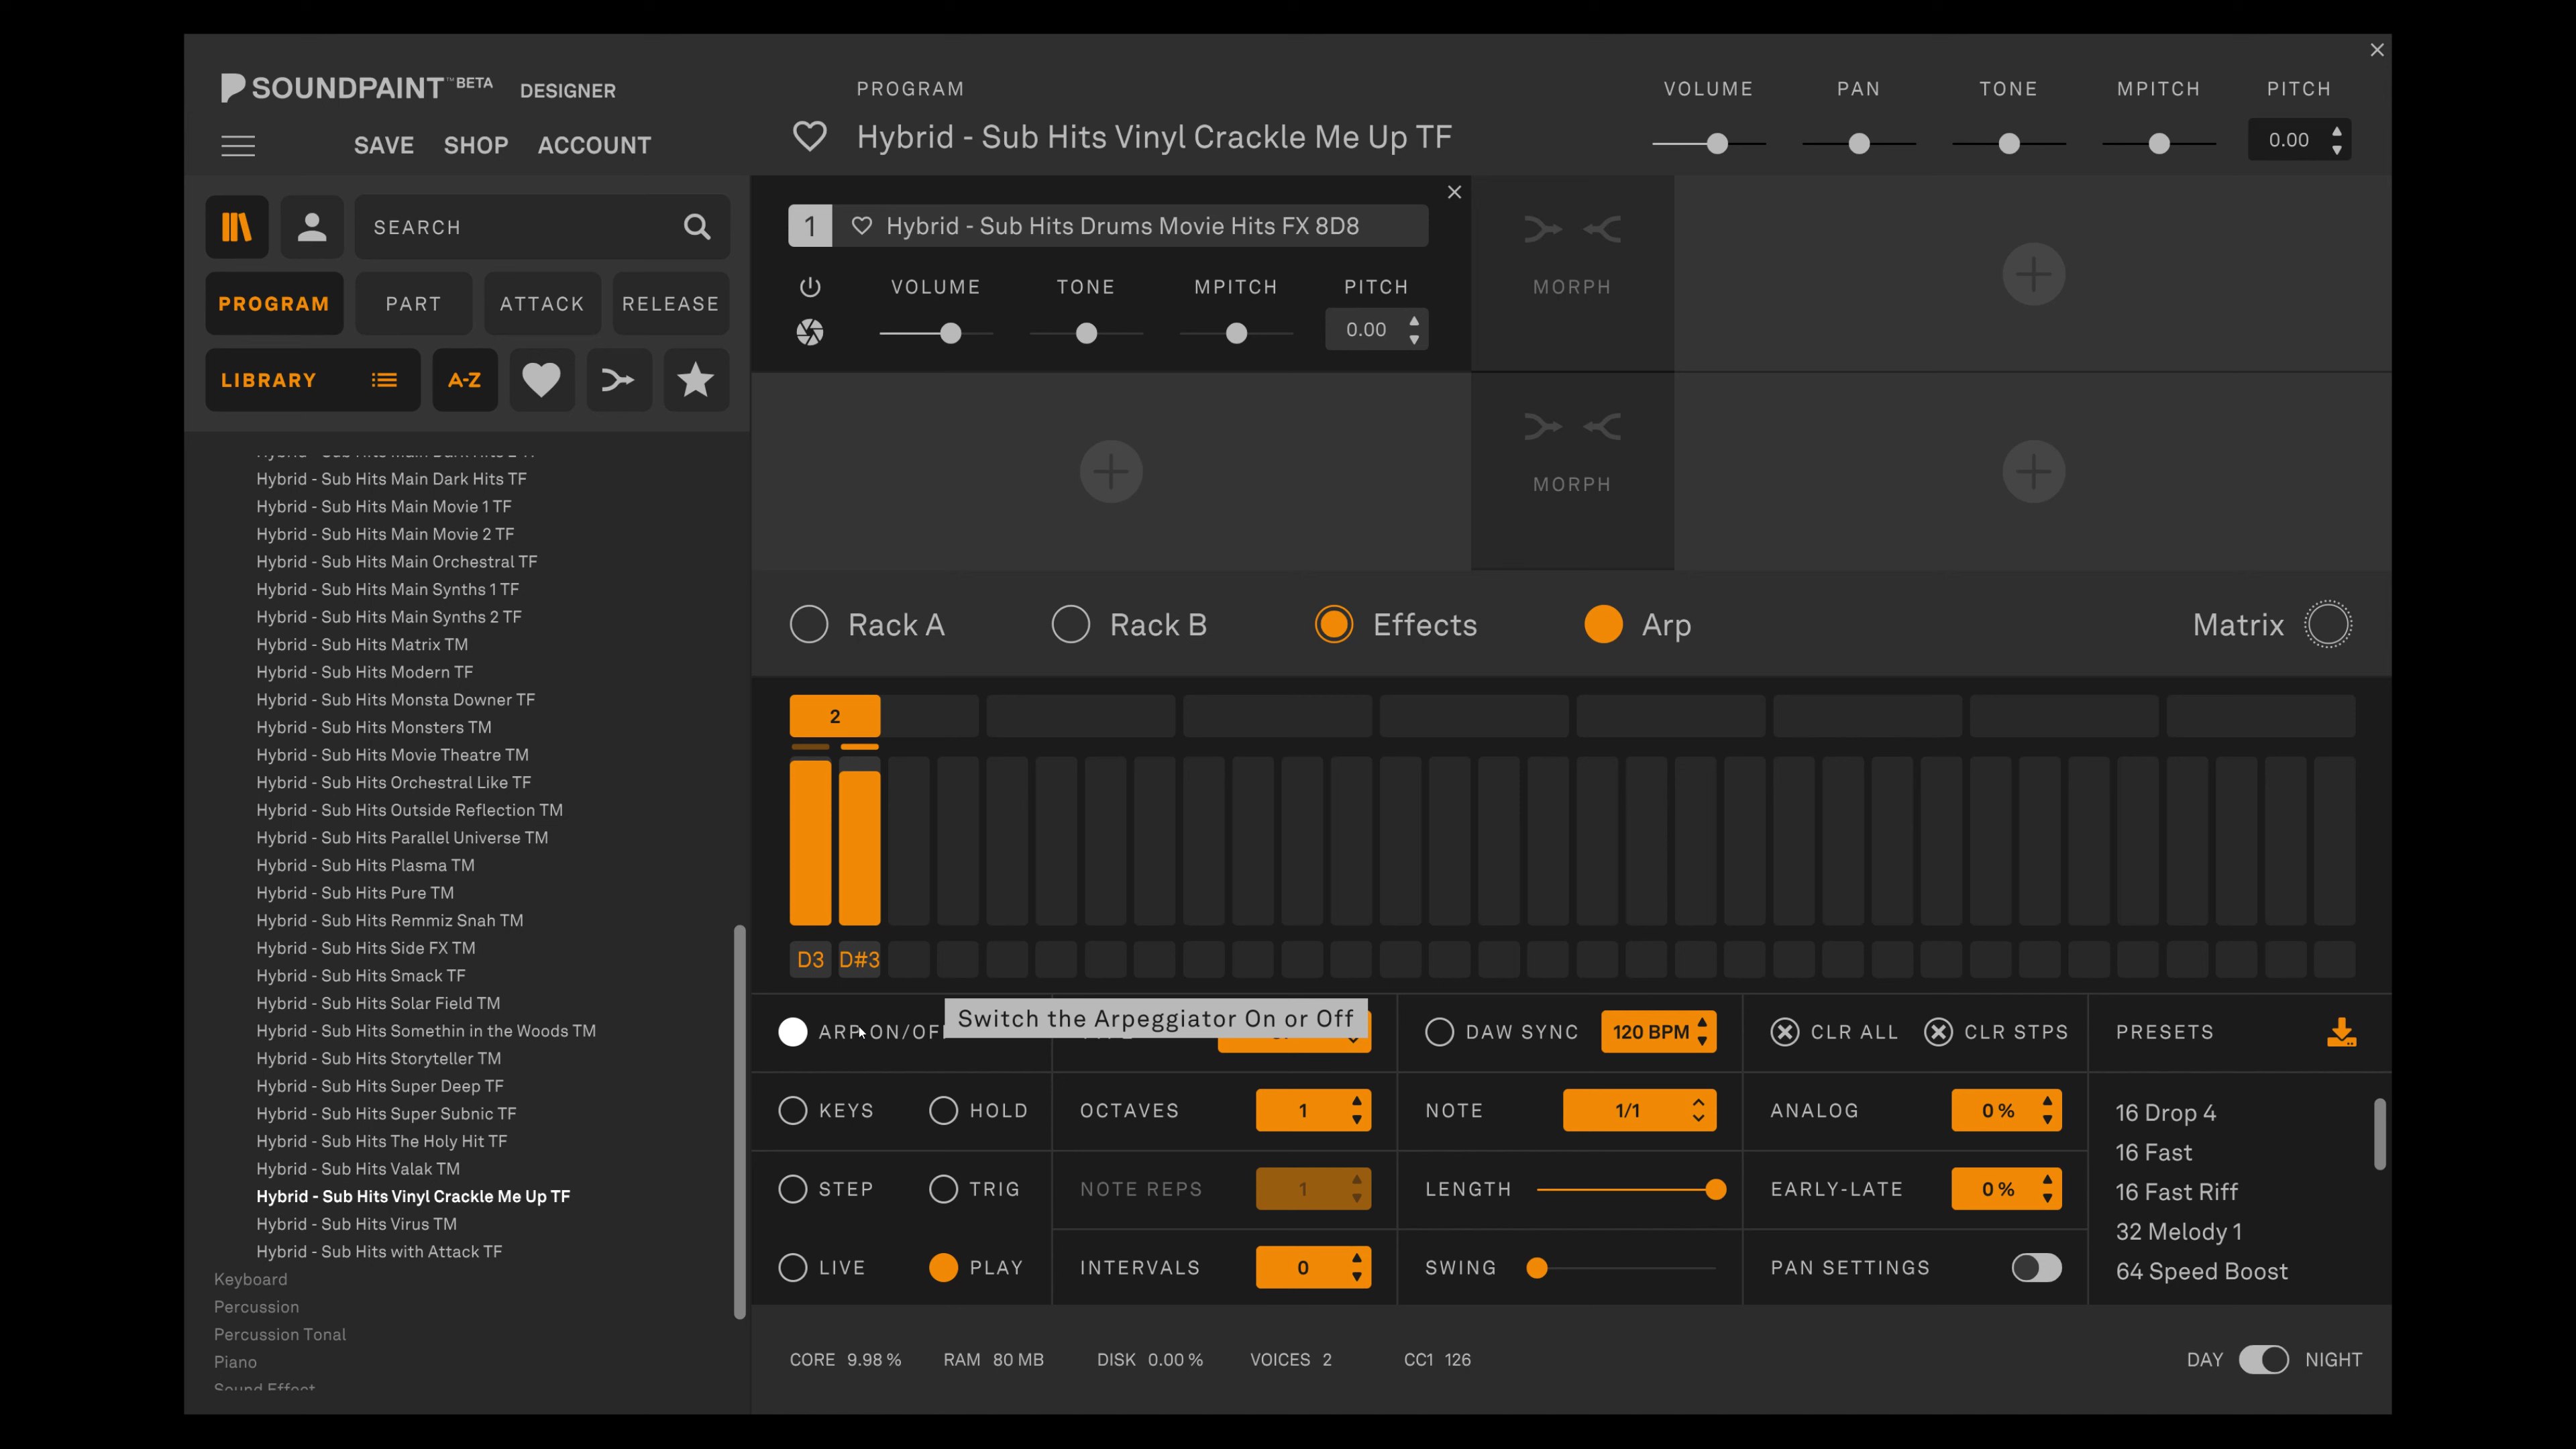 SOUNDPAINT™ BETA DESIGNER
SAVE SHOP ACCOUNT
PROGRAM
Hybrid - Sub Hits Vinyl Crackle Me Up TF
VOLUME PAN TONE MPITCH PITCH
0.00
SEARCH
PROGRAM PART ATTACK RELEASE
LIBRARY A-Z
Hybrid - Sub Hits Main Dark Hits TF
Hybrid - Sub Hits Main Movie 1 TF
Hybrid - Sub Hits Main Movie 2 TF
Hybrid - Sub Hits Main Orchestral TF
Hybrid - Sub Hits Main Synths 1 TF
Hybrid - Sub Hits Main Synths 2 TF
Hybrid - Sub Hits Matrix TM
Hybrid - Sub Hits Modern TF
Hybrid - Sub Hits Monsta Downer TF
Hybrid - Sub Hits Monsters TM
Hybrid - Sub Hits Movie Theatre TM
Hybrid - Sub Hits Orchestral Like TF
Hybrid - Sub Hits Outside Reflection TM
Hybrid - Sub Hits Parallel Universe TM
Hybrid - Sub Hits Plasma TM
Hybrid - Sub Hits Pure TM
Hybrid - Sub Hits Remmiz Snah TM
Hybrid - Sub Hits Side FX TM
Hybrid - Sub Hits Smack TF
Hybrid - Sub Hits Solar Field TM
Hybrid - Sub Hits Somethin in the Woods TM
Hybrid - Sub Hits Storyteller TM
Hybrid - Sub Hits Super Deep TF
Hybrid - Sub Hits Super Subnic TF
Hybrid - Sub Hits The Holy Hit TF
Hybrid - Sub Hits Valak TM
Hybrid - Sub Hits Vinyl Crackle Me Up TF
Hybrid - Sub Hits Virus TM
Hybrid - Sub Hits with Attack TF
Keyboard
Percussion
Percussion Tonal
Piano
Sound Effect
1 Hybrid - Sub Hits Drums Movie Hits FX 8D8
VOLUME TONE MPITCH PITCH
0.00
MORPH
MORPH
Rack A Rack B Effects Arp Matrix
2
D3 D#3
Switch the Arpeggiator On or Off
ARP ON/OFF DAW SYNC 120 BPM CLR ALL CLR STPS PRESETS
KEYS HOLD OCTAVES 1 NOTE 1/1 ANALOG 0 %
STEP TRIG NOTE REPS 1 LENGTH EARLY-LATE 0 %
LIVE PLAY INTERVALS 0 SWING PAN SETTINGS
16 Drop 4
16 Fast
16 Fast Riff
32 Melody 1
64 Speed Boost
CORE 9.98 % RAM 80 MB DISK 0.00 % VOICES 2 CC1 126
DAY NIGHT